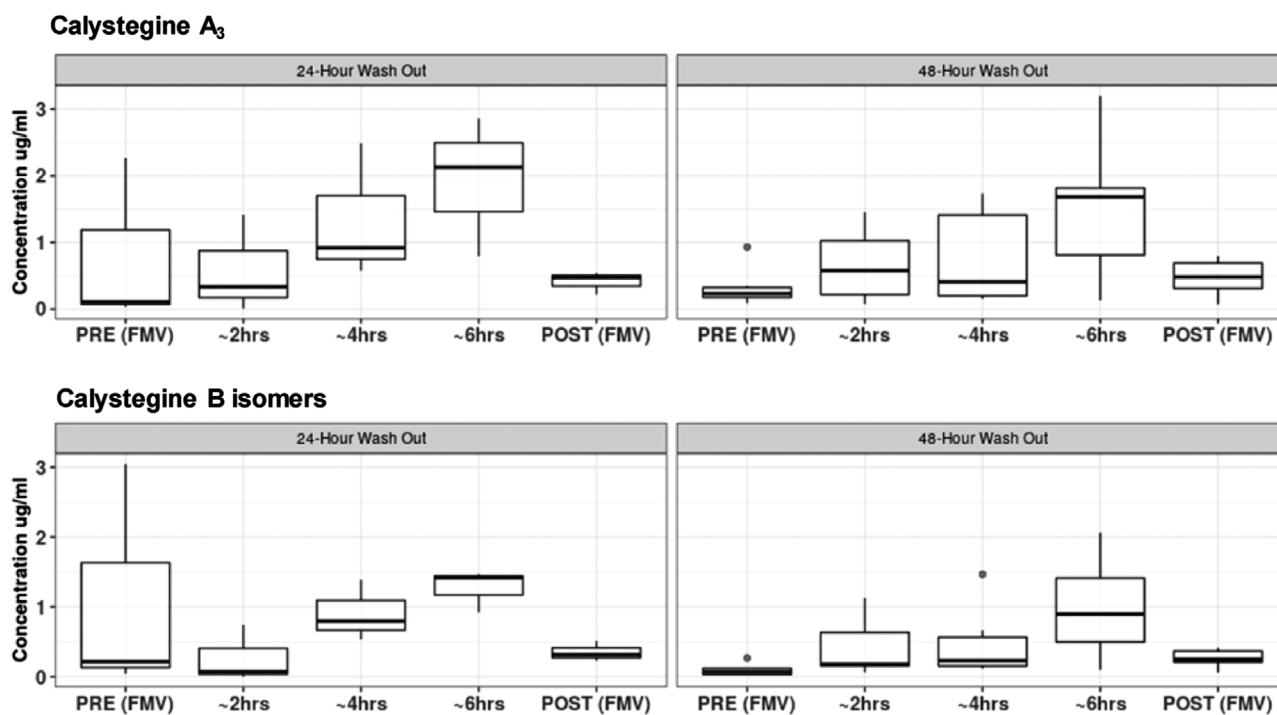 Calystegine A₃
24-Hour Wash Out
48-Hour Wash Out
Concentration ug/ml
3
2
1
0
PRE (FMV) ~2hrs ~4hrs ~6hrs POST (FMV)
PRE (FMV) ~2hrs ~4hrs ~6hrs POST (FMV)
Calystegine B isomers
24-Hour Wash Out
48-Hour Wash Out
Concentration ug/ml
3
2
1
0
PRE (FMV) ~2hrs ~4hrs ~6hrs POST (FMV)
PRE (FMV) ~2hrs ~4hrs ~6hrs POST (FMV)